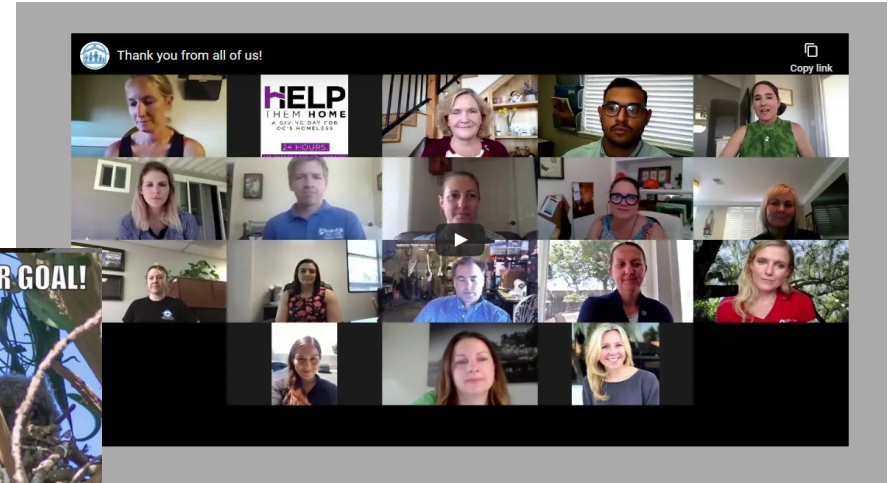 Thank you from all of us!
Copy link
HELP
THEM HOME
A GIVING DAY FOR
OC'S HOMELESS
24 HOURS
R GOAL!